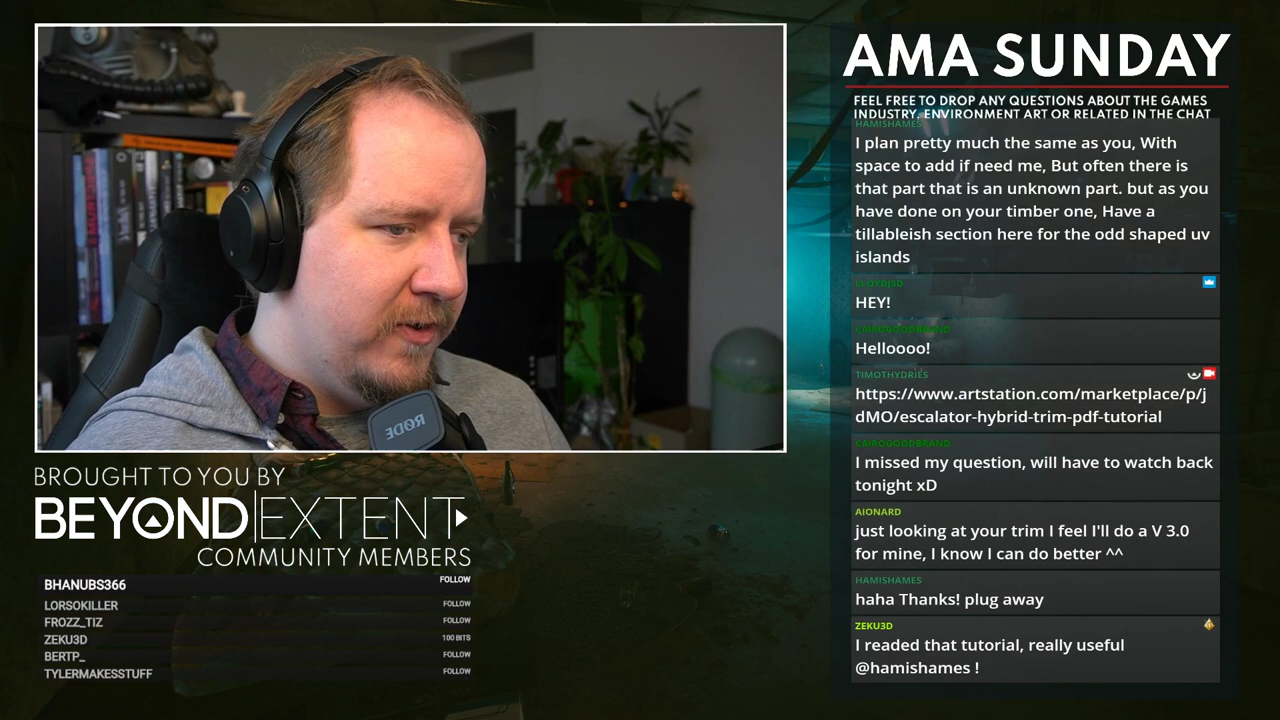 AMA SUNDAY
FEEL FREE TO DROP ANY QUESTIONS ABOUT THE GAMES
INDUSTRY, ENVIRONMENT ART OR RELATED IN THE CHAT
HAMISHAMES
I plan pretty much the same as you, With
space to add if need me, But often there is
that part that is an unknown part. but as you
have done on your timber one, Have a
tillableish section here for the odd shaped uv
islands
LLOYDJ3D
HEY!
CAIROGOODBRAND
Helloooo!
TIMOTHYDRIES
https://www.artstation.com/marketplace/p/j
dMO/escalator-hybrid-trim-pdf-tutorial
CAIROGOODBRAND
I missed my question, will have to watch back
tonight xD
AIONARD
just looking at your trim I feel I'll do a V 3.0
for mine, I know I can do better ^^
HAMISHAMES
haha Thanks! plug away
ZEKU3D
I readed that tutorial, really useful
@hamishames !
RØDE
BROUGHT TO YOU BY
BEYOND|EXTENT
COMMUNITY MEMBERS
BHANUBS366 FOLLOW
LORSOKILLER FOLLOW
FROZZ_TIZ FOLLOW
ZEKU3D 100 BITS
BERTP_ FOLLOW
TYLERMAKESSTUFF FOLLOW